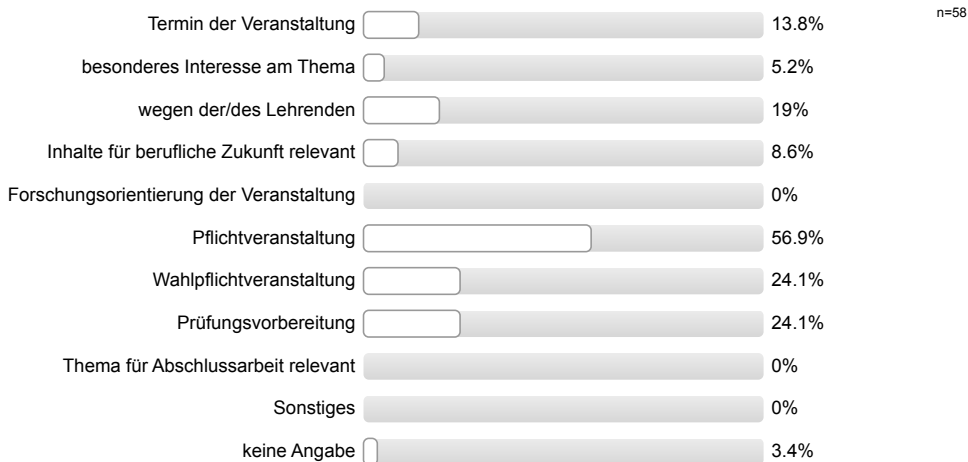 Termin der Veranstaltung 13.8% n=58
besonderes Interesse am Thema 5.2%
wegen der/des Lehrenden 19%
Inhalte für berufliche Zukunft relevant 8.6%
Forschungsorientierung der Veranstaltung 0%
Pflichtveranstaltung 56.9%
Wahlpflichtveranstaltung 24.1%
Prüfungsvorbereitung 24.1%
Thema für Abschlussarbeit relevant 0%
Sonstiges 0%
keine Angabe 3.4%